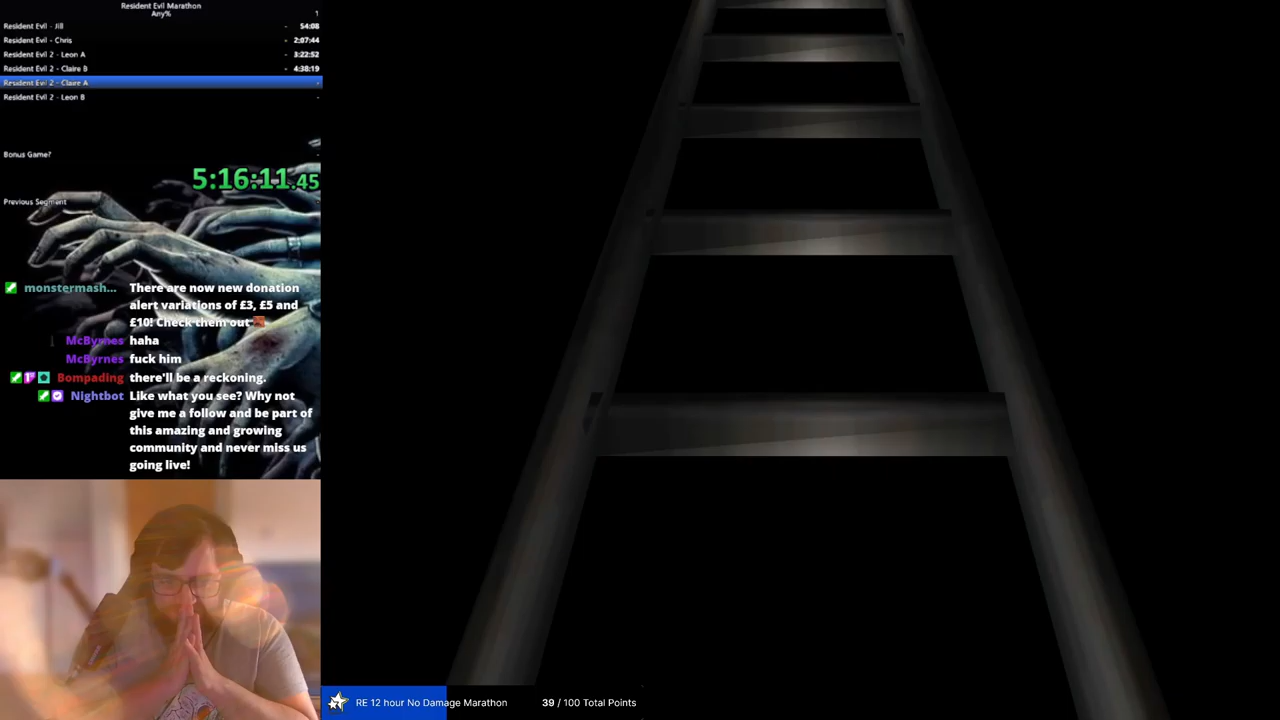 Resident Evil Marathon
Any%
1
Resident Evil - Jill - 54:08
Resident Evil - Chris - 2:07:44
Resident Evil 2 - Leon A - 3:22:52
Resident Evil 2 - Claire B - 4:38:19
Resident Evil 2 - Claire A -
Resident Evil 2 - Leon B -
Bonus Game? -
5:16:11.45
Previous Segment -
monstermash... There are now new donation
alert variations of £3, £5 and
£10! Check them out
McByrnes haha
McByrnes fuck him
Bompading there'll be a reckoning.
Nightbot Like what you see? Why not
give me a follow and be part of
this amazing and growing
community and never miss us
going live!
RE 12 hour No Damage Marathon 39 / 100 Total Points